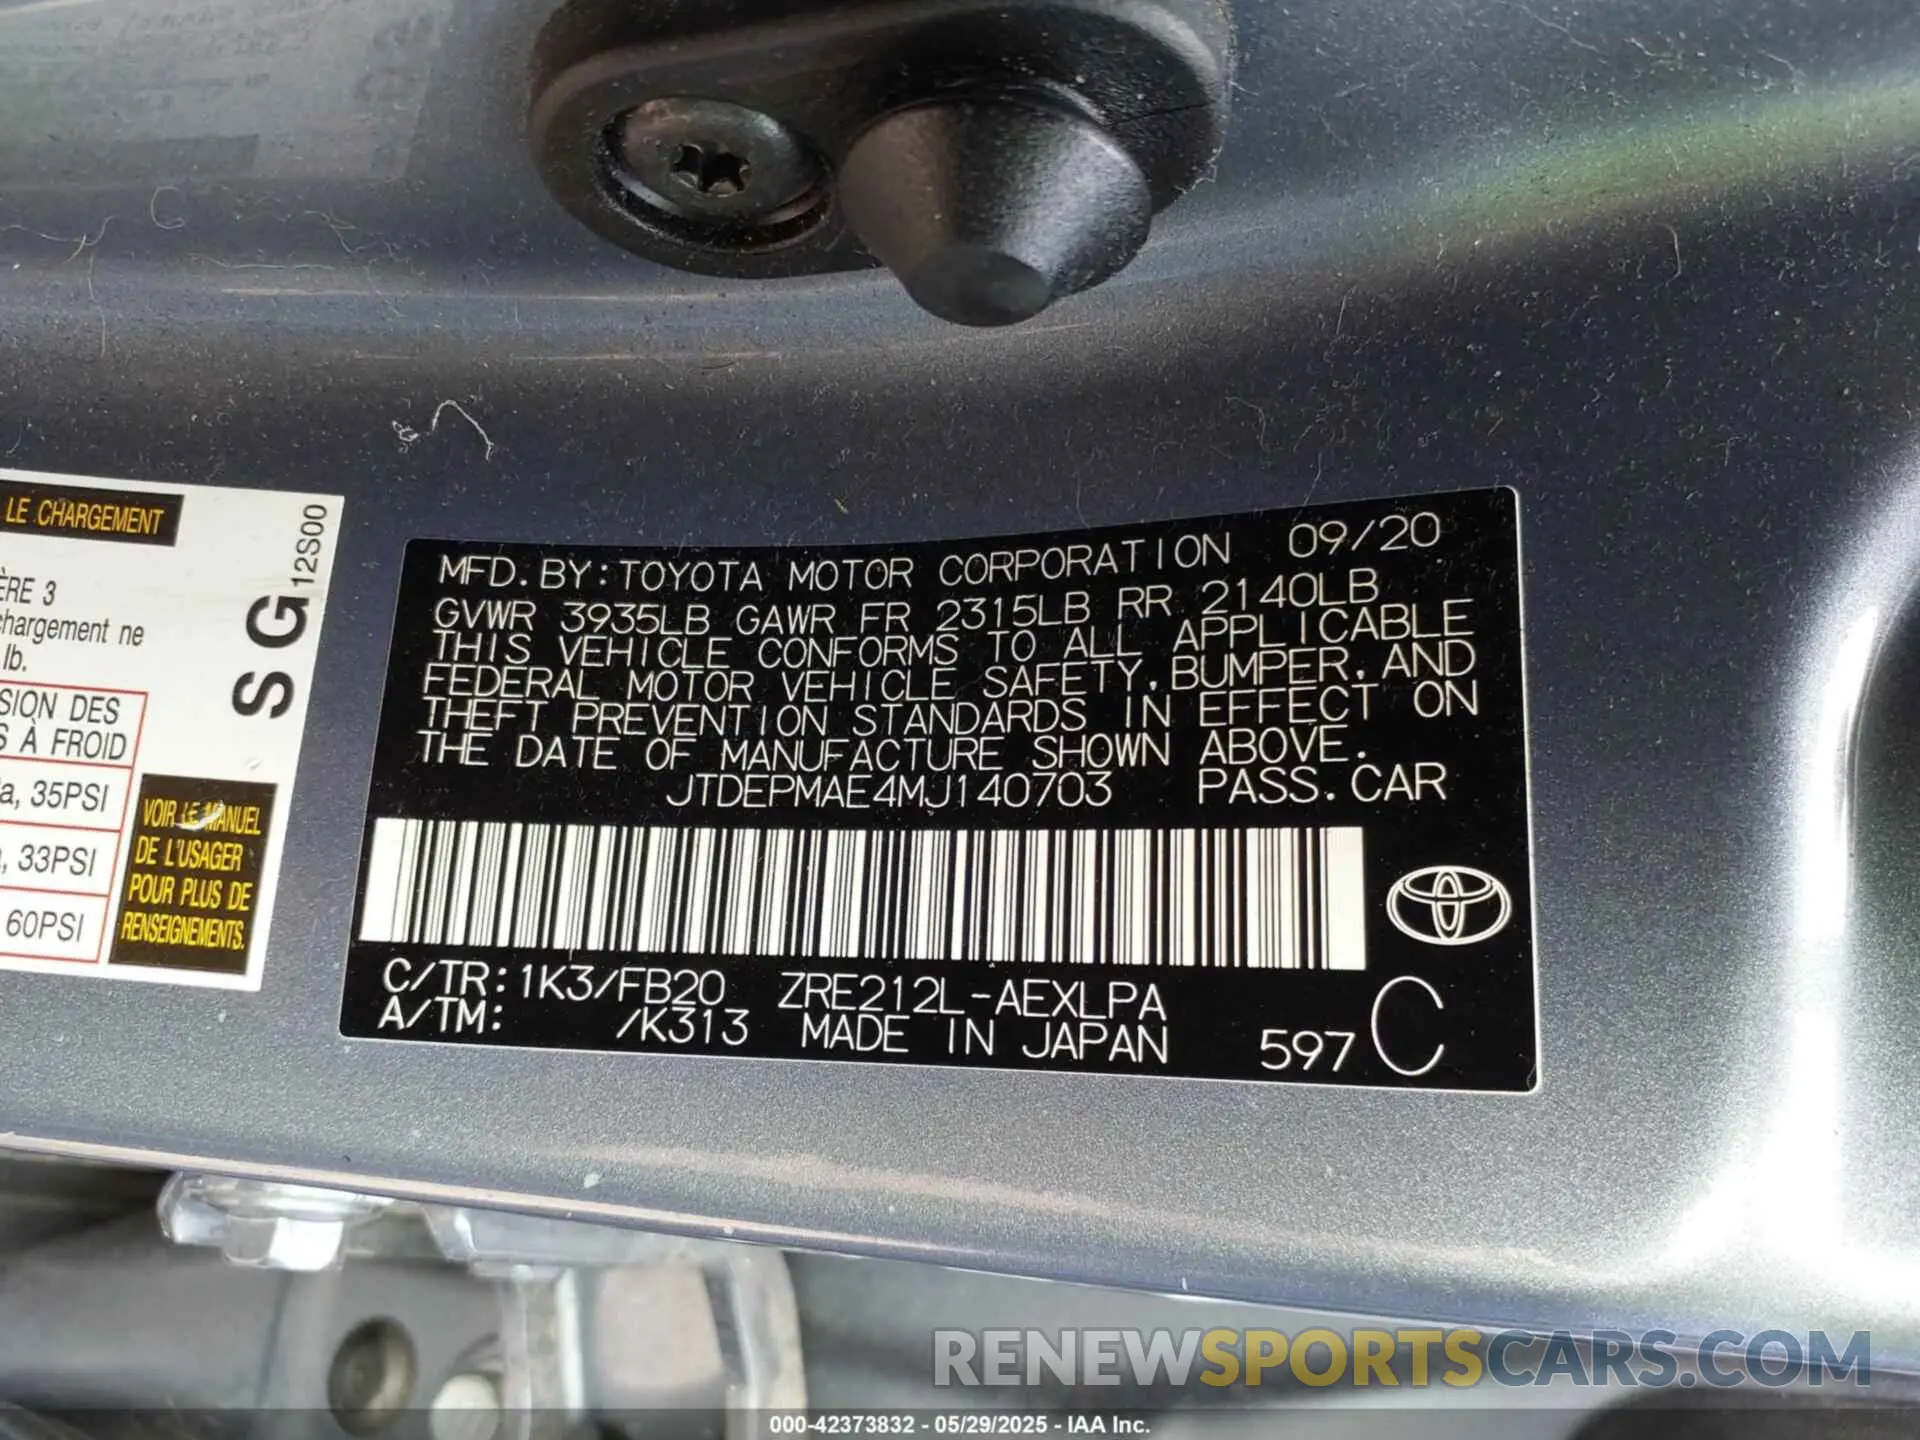 LE CHARGEMENT
ÈRE 3
chargement ne
lb.
SION DES
S À FROID
a, 35PSI
, 33PSI
60PSI
VOIR LE MANUEL
DE L'USAGER
POUR PLUS DE
RENSEIGNEMENTS.
SG12S00
MFD. BY: TOYOTA MOTOR CORPORATION 09/20
GVWR 3935LB GAWR FR 2315LB RR 2140LB
THIS VEHICLE CONFORMS TO ALL APPLICABLE
FEDERAL MOTOR VEHICLE SAFETY, BUMPER, AND
THEFT PREVENTION STANDARDS IN EFFECT ON
THE DATE OF MANUFACTURE SHOWN ABOVE.
JTDEPMAE4MJ140703 PASS. CAR
C/TR: 1K3/FB20 ZRE212L-AEXLPA
A/TM: /K313 MADE IN JAPAN 597 C
RENEWSPORTSCARS.COM
000-42373832 - 05/29/2025 - IAA Inc.